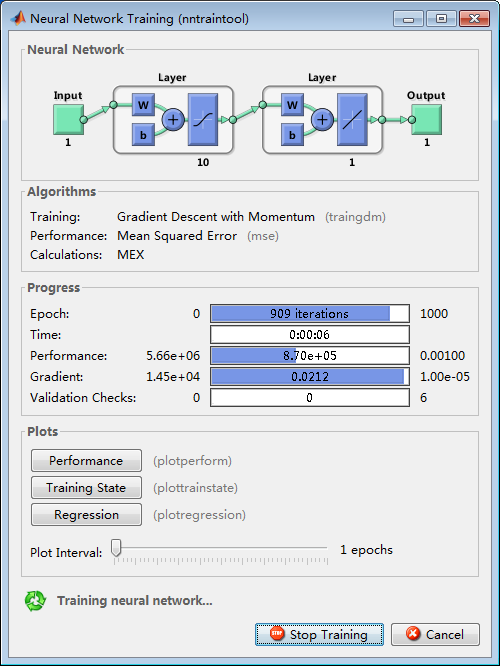 Neural Network Training (nntraintool)
Neural Network
Layer Layer
Input Output
W W
b b
+ +
1 1
10 1
Algorithms
Training: Gradient Descent with Momentum (traingdm)
Performance: Mean Squared Error (mse)
Calculations: MEX
Progress
Epoch: 0 909 iterations 1000
Time: 0:00:06
Performance: 5.66e+06 8.70e+05 0.00100
Gradient: 1.45e+04 0.0212 1.00e-05
Validation Checks: 0 0 6
Plots
Performance (plotperform)
Training State (plottrainstate)
Regression (plotregression)
Plot Interval: 1 epochs
Training neural network...
STOP Stop Training Cancel